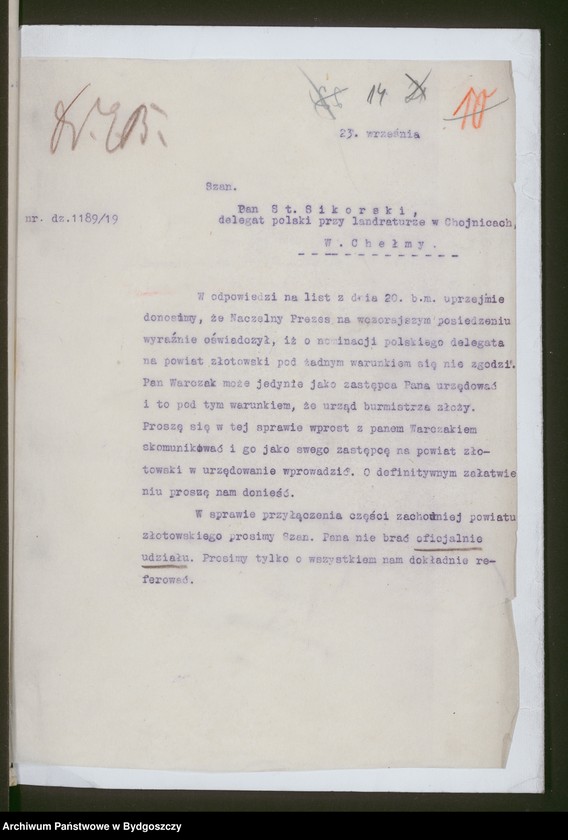 14
10
23. września
Szan.
Pan St. Sikorski,
nr. dz.1189/19
delegat polski przy landraturze w Chojnicach,
W. Chełmy.
W odpowiedzi na list z dnia 20. b.m. uprzejmie
donosimy, że Naczelny Prezes na wczorajszym posiedzeniu
wyraźnie oświadczył, iż o nominacji polskiego delegata
na powiat złotowski pod żadnym warunkiem się nie zgodzi.
Pan Warczak może jedynie jako zastępca Pana urzędować
i to pod tym warunkiem, że urząd burmistrza złoży.
Proszę się w tej sprawie wprost z panem Warczakiem
skomunikować i go jako swego zastępcę na powiat zło-
towski w urzędowanie wprowadzić. O definitywnym załatwie
niu proszę nam donieść.
W sprawie przyłączenia części zachodniej powiatu
złotowskiego prosimy Szan. Pana nie brać oficjalnie
udziału. Prosimy tylko o wszystkiem nam dokładnie re-
ferować.
Archiwum Państwowe w Bydgoszczy